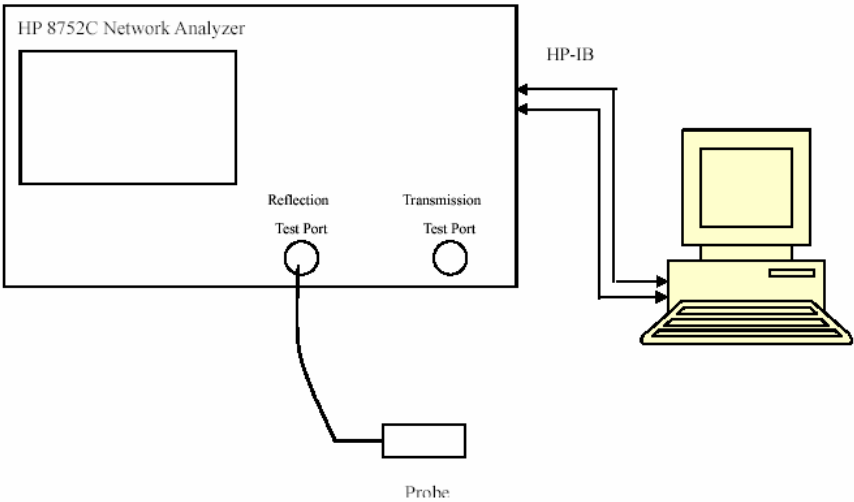 HP 8752C Network Analyzer
HP-IB
Reflection
Test Port
Transmission
Test Port
Probe